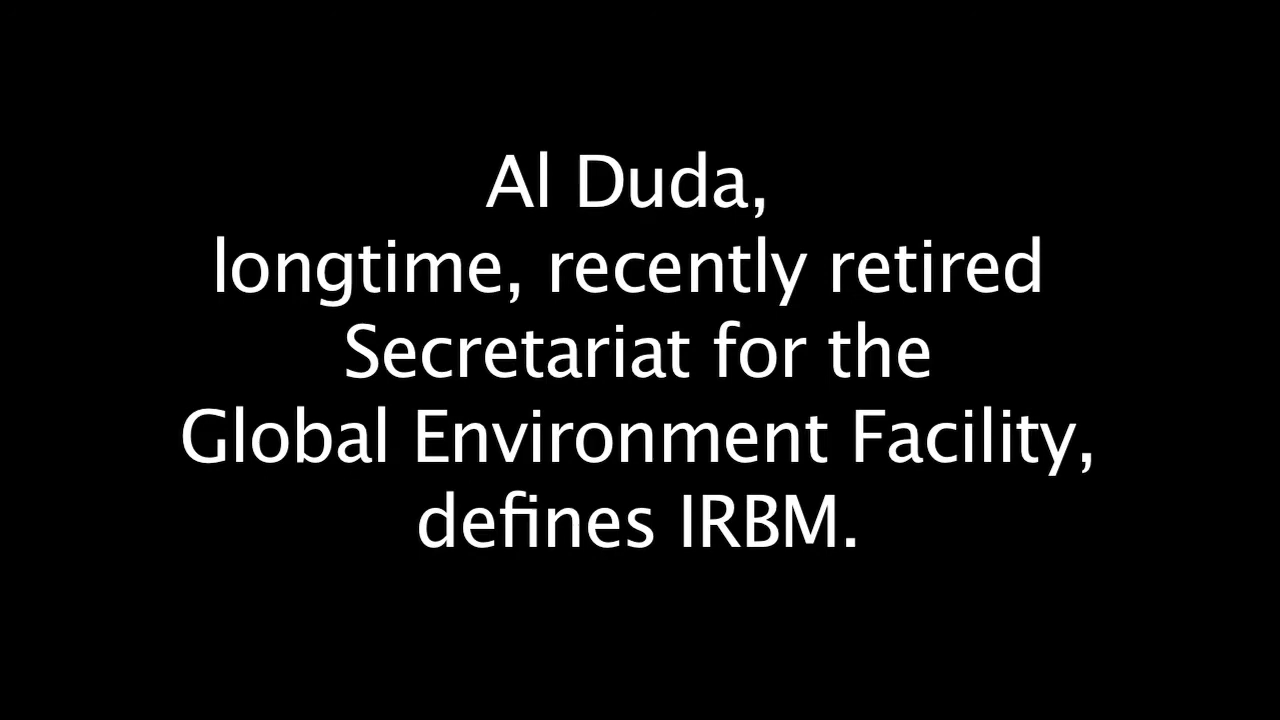 Al Duda,
longtime, recently retired
Secretariat for the
Global Environment Facility,
defines IRBM.